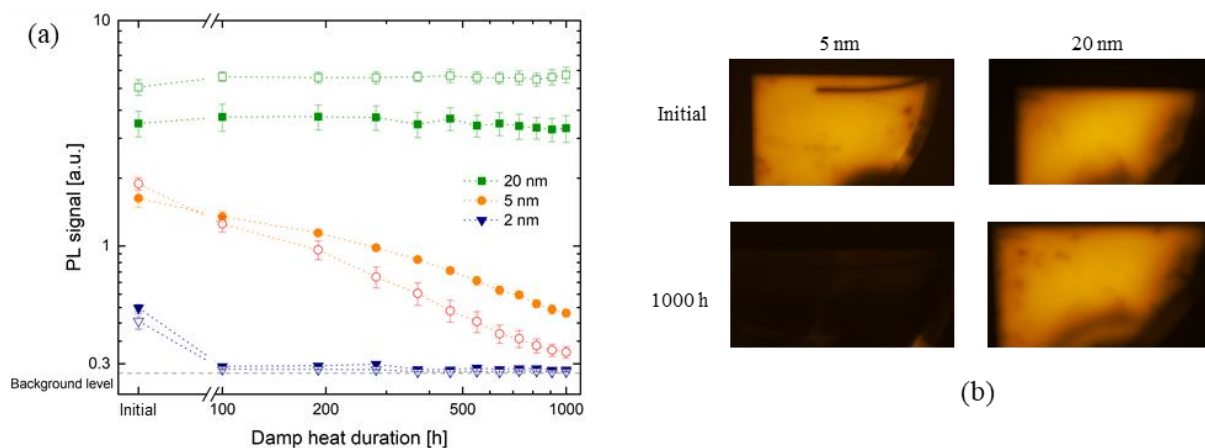 (a)
10
1
0.3
Background level
PL signal [a.u.]
20 nm
5 nm
2 nm
Initial
100
200
500
1000
Damp heat duration [h]
5 nm
20 nm
Initial
1000 h
(b)